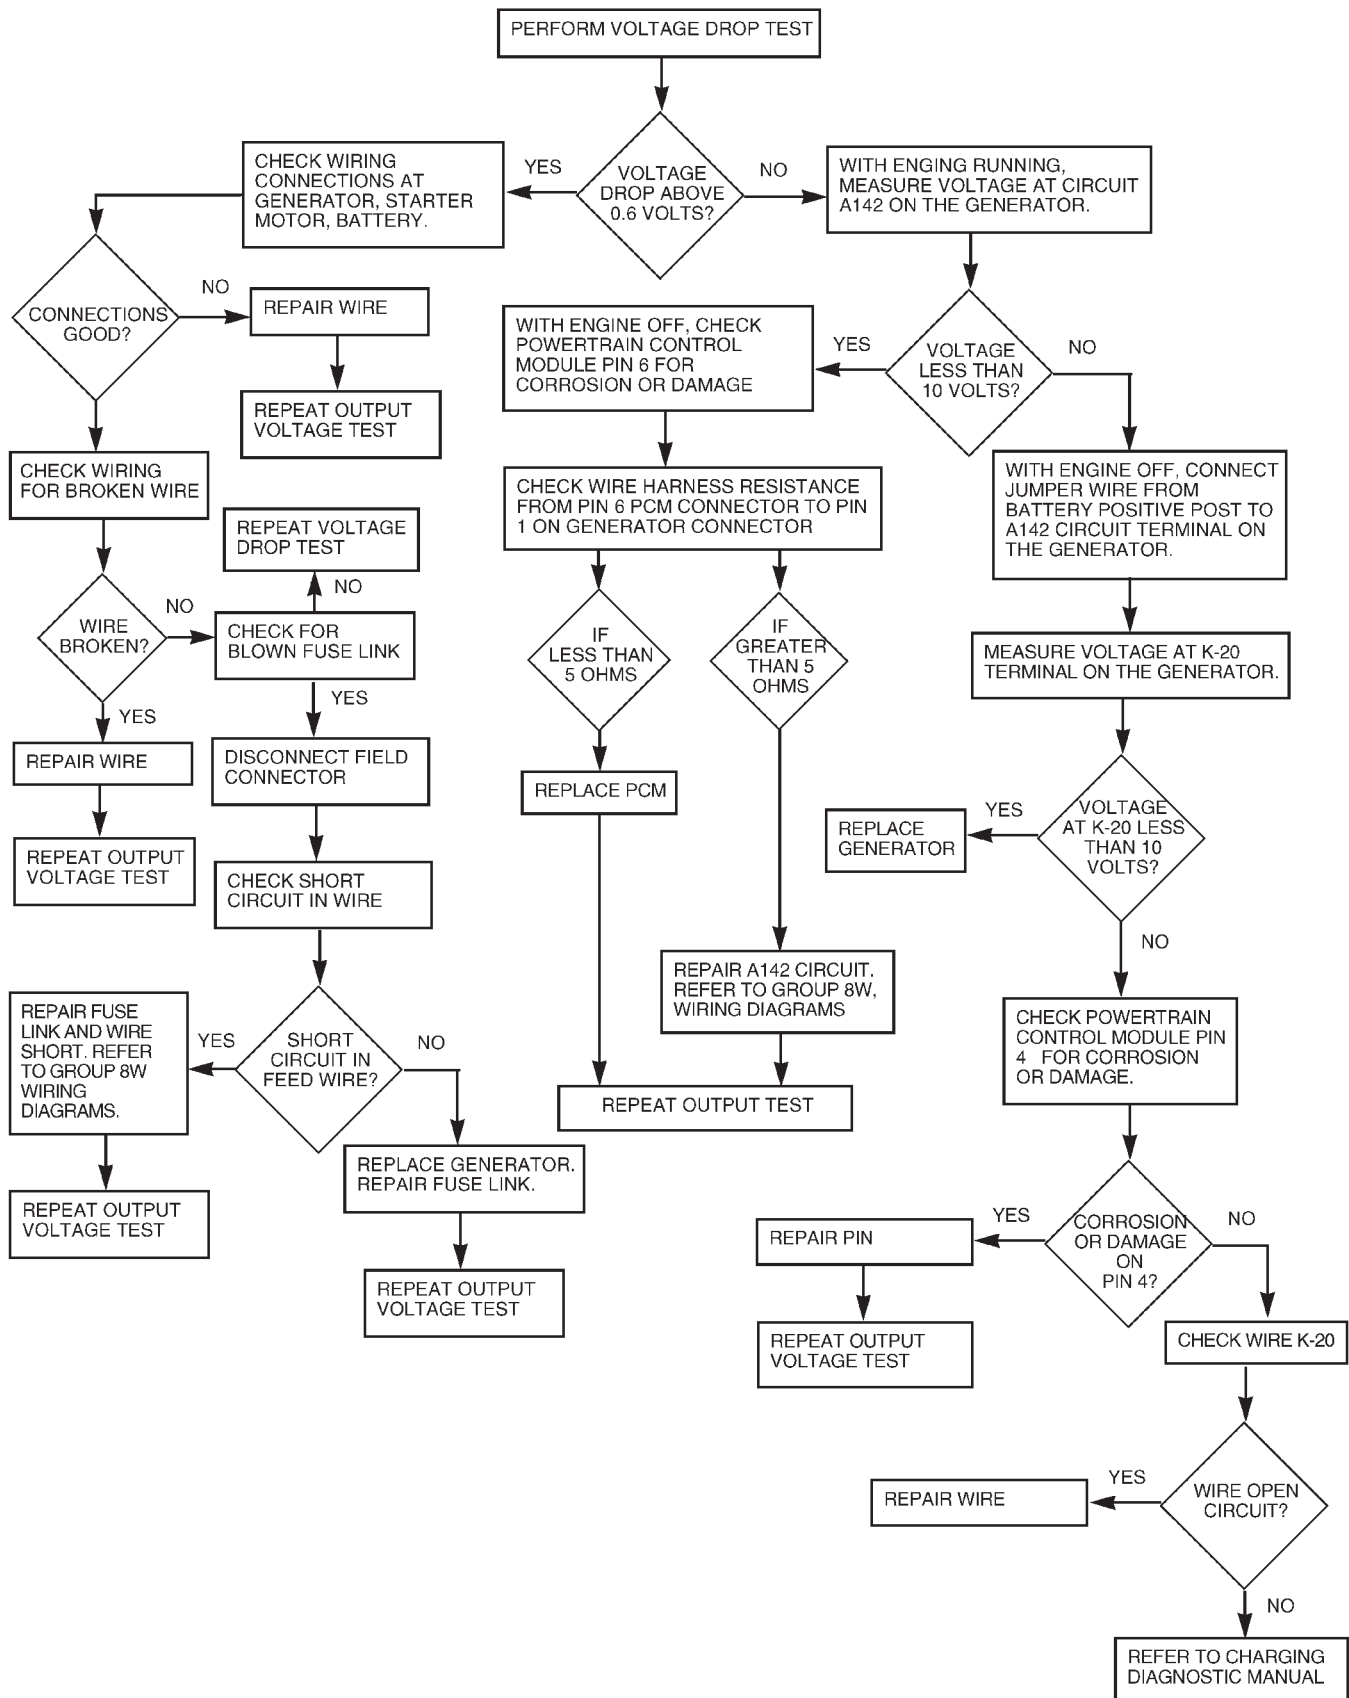 PERFORM VOLTAGE DROP TEST
VOLTAGE
DROP ABOVE
0.6 VOLTS?
YES
NO
CHECK WIRING
CONNECTIONS AT
GENERATOR, STARTER
MOTOR, BATTERY.
WITH ENGING RUNNING,
MEASURE VOLTAGE AT CIRCUIT
A142 ON THE GENERATOR.
CONNECTIONS
GOOD?
NO
REPAIR WIRE
REPEAT OUTPUT
VOLTAGE TEST
CHECK WIRING
FOR BROKEN WIRE
WIRE
BROKEN?
NO
YES
REPAIR WIRE
REPEAT OUTPUT
VOLTAGE TEST
REPEAT VOLTAGE
DROP TEST
NO
CHECK FOR
BLOWN FUSE LINK
YES
DISCONNECT FIELD
CONNECTOR
CHECK SHORT
CIRCUIT IN WIRE
SHORT
CIRCUIT IN
FEED WIRE?
YES
NO
REPAIR FUSE
LINK AND WIRE
SHORT. REFER
TO GROUP 8W
WIRING
DIAGRAMS.
REPEAT OUTPUT
VOLTAGE TEST
REPLACE GENERATOR.
REPAIR FUSE LINK.
REPEAT OUTPUT
VOLTAGE TEST
VOLTAGE
LESS THAN
10 VOLTS?
YES
NO
WITH ENGINE OFF, CHECK
POWERTRAIN CONTROL
MODULE PIN 6 FOR
CORROSION OR DAMAGE
CHECK WIRE HARNESS RESISTANCE
FROM PIN 6 PCM CONNECTOR TO PIN
1 ON GENERATOR CONNECTOR
IF
LESS THAN
5 OHMS
IF
GREATER
THAN 5
OHMS
REPLACE PCM
REPAIR A142 CIRCUIT.
REFER TO GROUP 8W,
WIRING DIAGRAMS
REPEAT OUTPUT TEST
WITH ENGINE OFF, CONNECT
JUMPER WIRE FROM
BATTERY POSITIVE POST TO
A142 CIRCUIT TERMINAL ON
THE GENERATOR.
MEASURE VOLTAGE AT K-20
TERMINAL ON THE GENERATOR.
VOLTAGE
AT K-20 LESS
THAN 10
VOLTS?
YES
REPLACE
GENERATOR
NO
CHECK POWERTRAIN
CONTROL MODULE PIN
4 FOR CORROSION
OR DAMAGE.
CORROSION
OR DAMAGE
ON
PIN 4?
YES
NO
REPAIR PIN
REPEAT OUTPUT
VOLTAGE TEST
CHECK WIRE K-20
WIRE OPEN
CIRCUIT?
YES
REPAIR WIRE
NO
REFER TO CHARGING
DIAGNOSTIC MANUAL